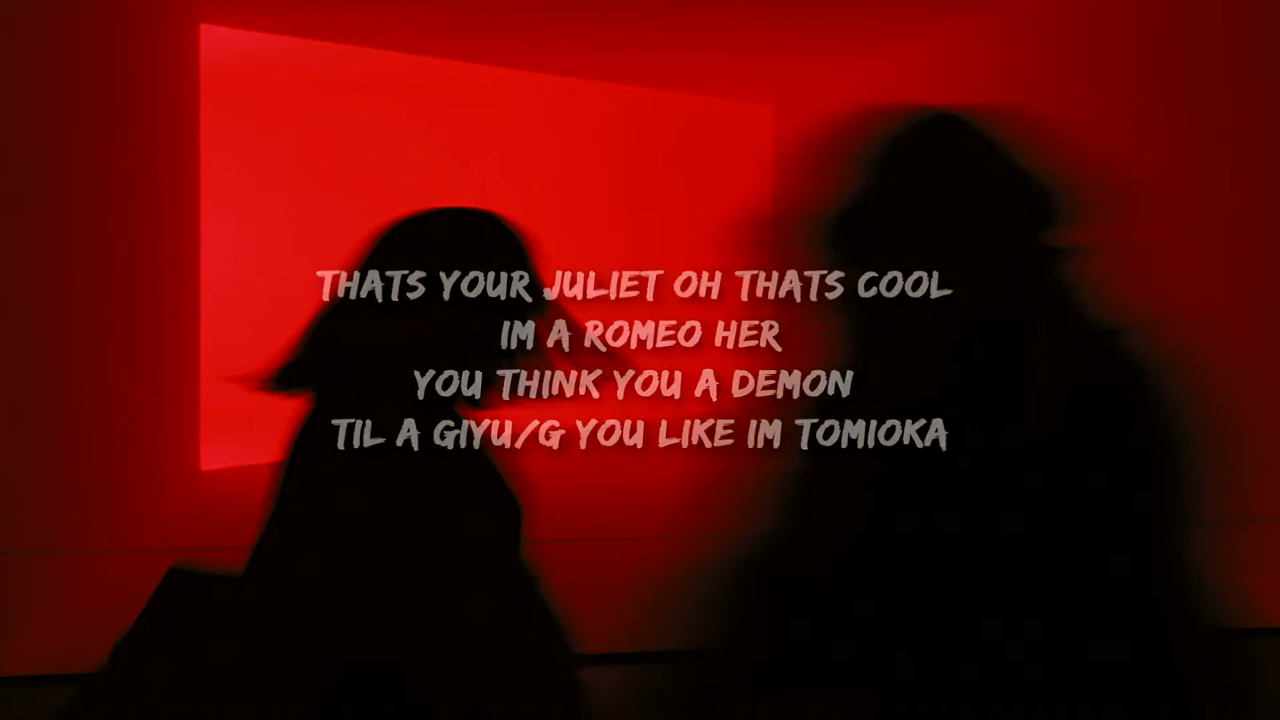 THATS YOUR JULIET OH THATS COOL
IM A ROMEO HER
YOU THINK YOU A DEMON
TIL A GIYU/G YOU LIKE IM TOMIOKA